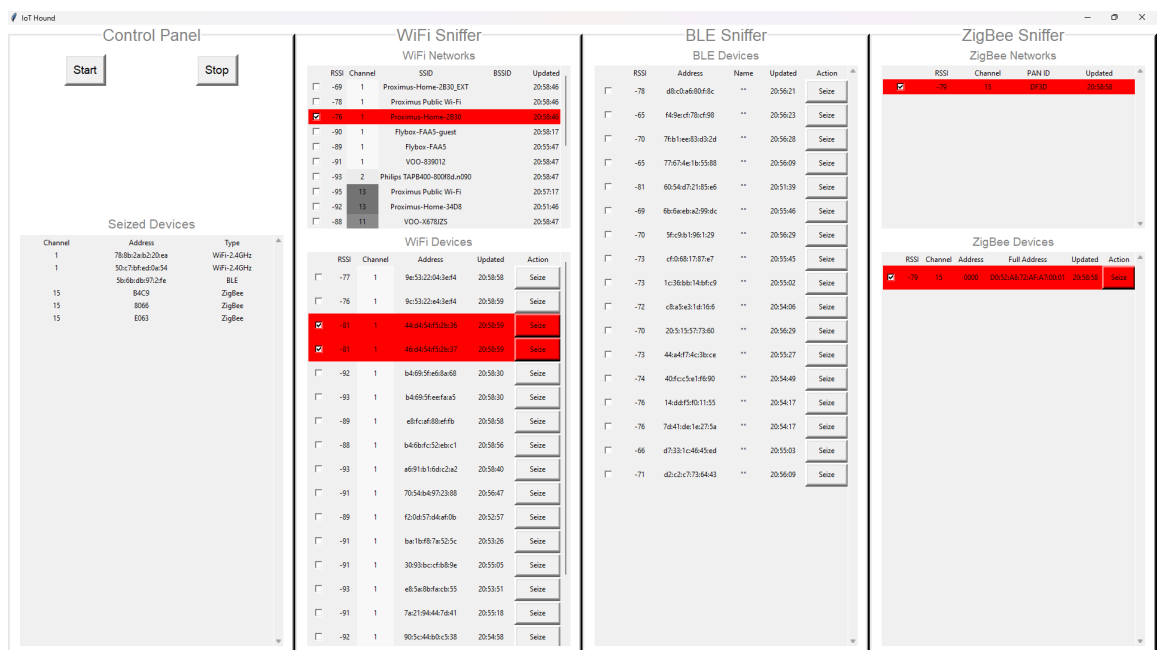 IoT Hound
Control Panel
Start
Stop
Seized Devices
Channel Address Type
1 78:8b:2a:b2:20:ea WiFi-2.4GHz
1 50:c7:bf:ed:0a:54 WiFi-2.4GHz
5b:6b:db:97:2:fe BLE
15 B4C9 ZigBee
15 8066 ZigBee
15 E063 ZigBee
WiFi Sniffer
WiFi Networks
RSSI Channel SSID BSSID Updated
-69 1 Proximus-Home-2B30_EXT 20:58:46
-78 1 Proximus Public Wi-Fi 20:58:46
-76 1 Proximus-Home-2B30 20:58:46
-90 1 Flybox-FAA5-guest 20:58:17
-89 1 Flybox-FAA5 20:55:47
-91 1 VOO-839012 20:58:47
-93 2 Philips TAPB400-800f8d.n090 20:58:47
-95 13 Proximus Public Wi-Fi 20:57:17
-92 13 Proximus-Home-34D8 20:51:46
-88 11 VOO-X678JZS 20:58:47
WiFi Devices
RSSI Channel Address Updated Action
-77 1 9e:53:22:04:3e:f4 20:58:58 Seize
-76 1 9c:53:22:e4:3e:f4 20:58:59 Seize
-81 1 44:d4:54:f5:2b:36 20:58:59 Seize
-81 1 46:d4:54:f5:2b:37 20:58:59 Seize
-92 1 b4:69:5f:e6:8a:68 20:58:30 Seize
-93 1 b4:69:5f:ee:fa:a5 20:58:30 Seize
-89 1 e8:fc:af:88:ef:fb 20:58:58 Seize
-88 1 b4:6b:fc:52:eb:c1 20:58:56 Seize
-93 1 a6:91:b1:6d:c2:a2 20:58:40 Seize
-91 1 70:54:b4:97:23:88 20:56:47 Seize
-89 1 f2:0d:57:d4:af:0b 20:52:57 Seize
-91 1 ba:1b:f8:7a:52:5c 20:53:26 Seize
-91 1 30:93:bc:cf:b8:9e 20:55:05 Seize
-93 1 e8:5a:8b:fa:cb:55 20:53:51 Seize
-91 1 7a:21:94:44:7d:41 20:55:18 Seize
-92 1 90:5c:44:b0:c5:38 20:54:58 Seize
BLE Sniffer
BLE Devices
RSSI Address Name Updated Action
-78 d8:c0:a6:80:f:8c "" 20:56:21 Seize
-65 f4:9e:cf:78:cf:98 "" 20:56:23 Seize
-70 7f:b1:ee:83:d3:2d "" 20:56:28 Seize
-65 77:67:4e:1b:55:88 "" 20:56:09 Seize
-81 60:54:d7:21:85:e6 "" 20:51:39 Seize
-69 6b:6a:eb:a2:99:dc "" 20:55:46 Seize
-70 5f:c9:b1:96:1:29 "" 20:56:29 Seize
-73 cf:0:68:17:87:e7 "" 20:55:45 Seize
-73 1c:36:bb:14:bf:c9 "" 20:55:02 Seize
-72 c8:a5:e3:1d:16:6 "" 20:54:06 Seize
-70 20:5:15:57:73:60 "" 20:56:29 Seize
-73 44:a4:f7:4c:3b:ce "" 20:55:27 Seize
-74 40:fc:c5:e1:f6:90 "" 20:54:49 Seize
-76 14:dd:f5:f0:11:55 "" 20:54:17 Seize
-76 7d:41:de:1e:27:5a "" 20:54:17 Seize
-66 d7:33:1c:46:45:ed "" 20:55:03 Seize
-71 d2:c2:c7:73:64:43 "" 20:56:09 Seize
ZigBee Sniffer
ZigBee Networks
RSSI Channel PAN ID Updated
-79 15 20:58:58
ZigBee Devices
RSSI Channel Address Full Address Updated Action
-79 15 0000 20:58:58 Seize